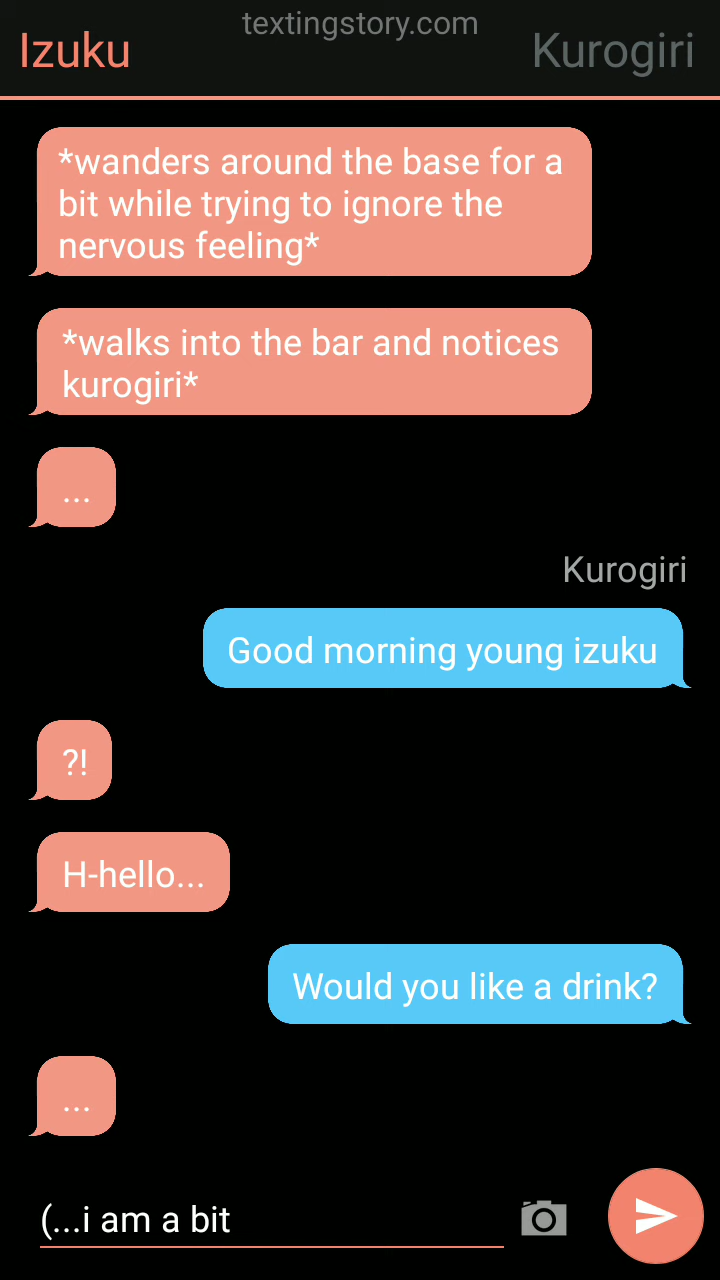 textingstory.com
Izuku
Kurogiri
*wanders around the base for a
bit while trying to ignore the
nervous feeling*
*walks into the bar and notices
kurogiri*
...
Kurogiri
Good morning young izuku
?!
H-hello...
Would you like a drink?
...
(...i am a bit